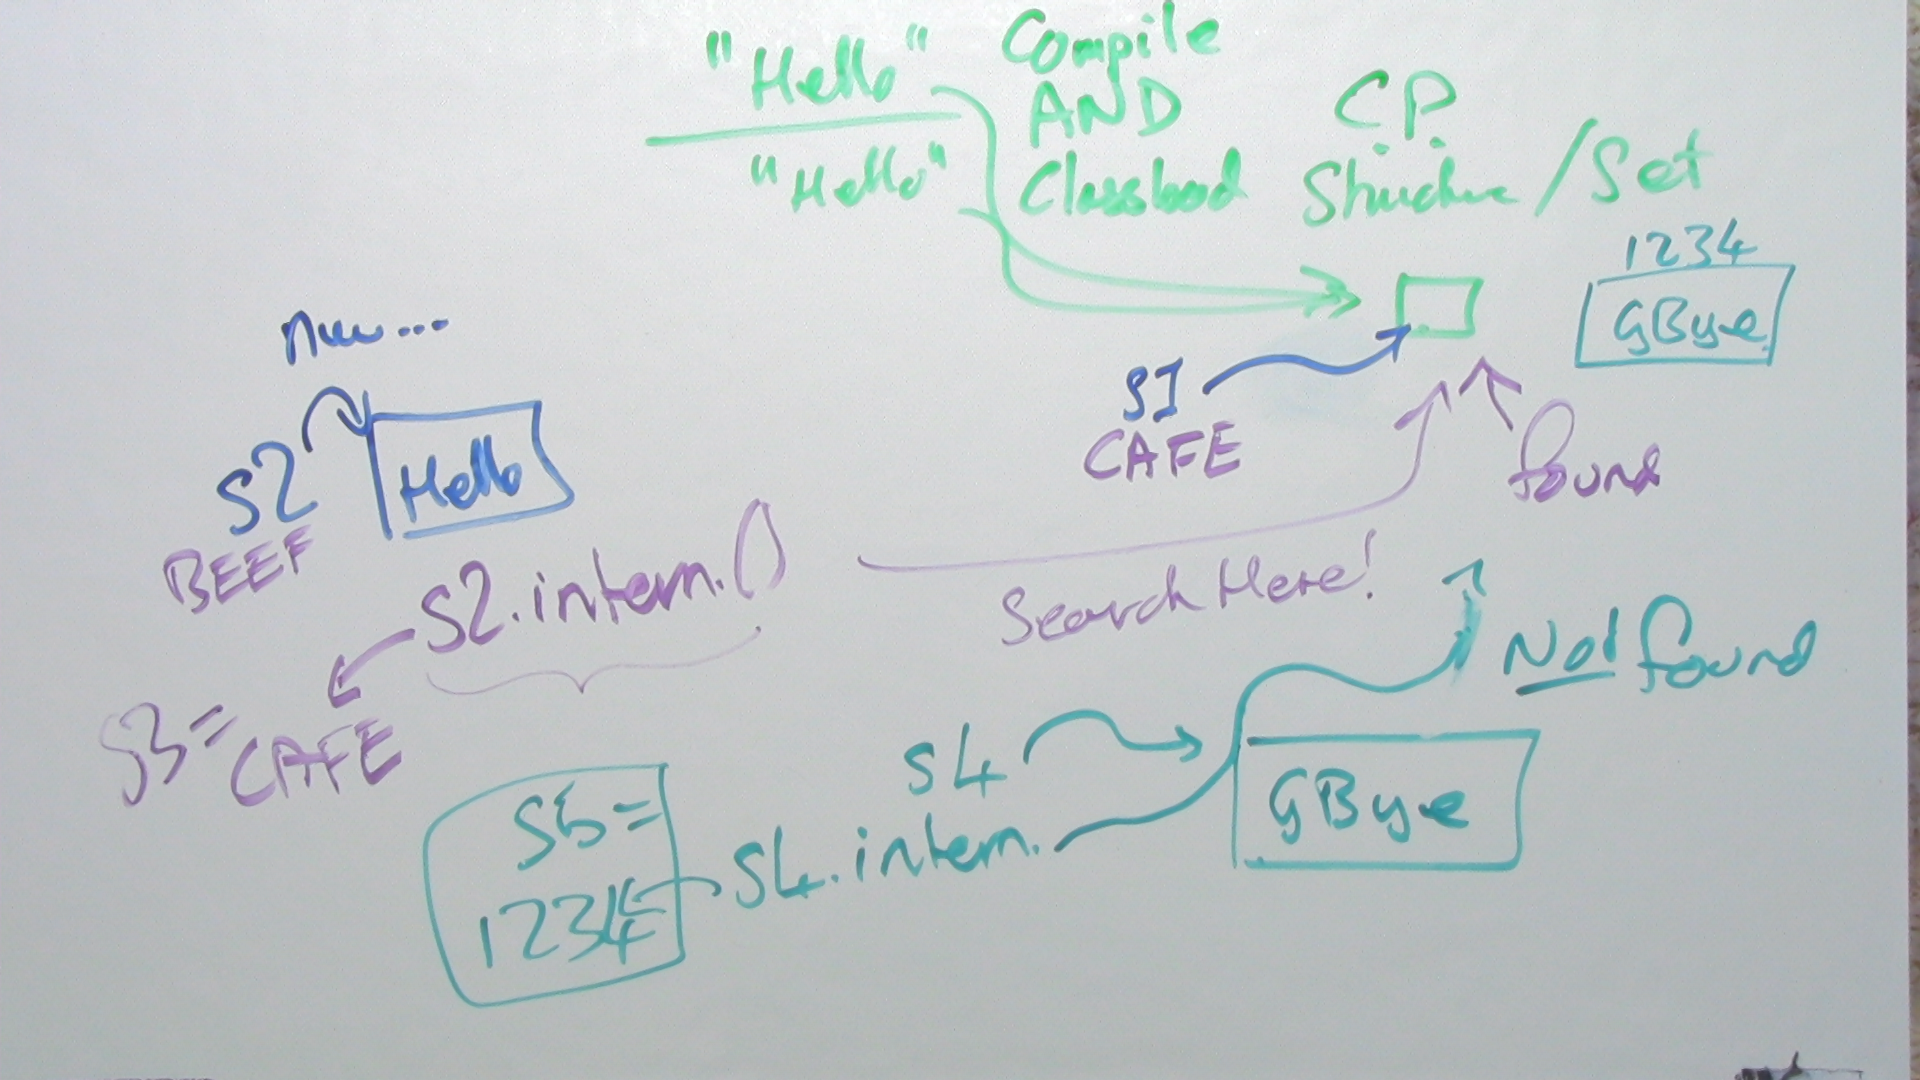 "Hello"
"Hello"
Compile
AND
Classload
C.P.
Structure / Set
1234
GBye
new...
S2
Hello
BEEF
S1
CAFE
found
S2.intern.()
Search Here!
S3=
CAFE
Not found
S4
GBye
S5=
1234
S4.intern.